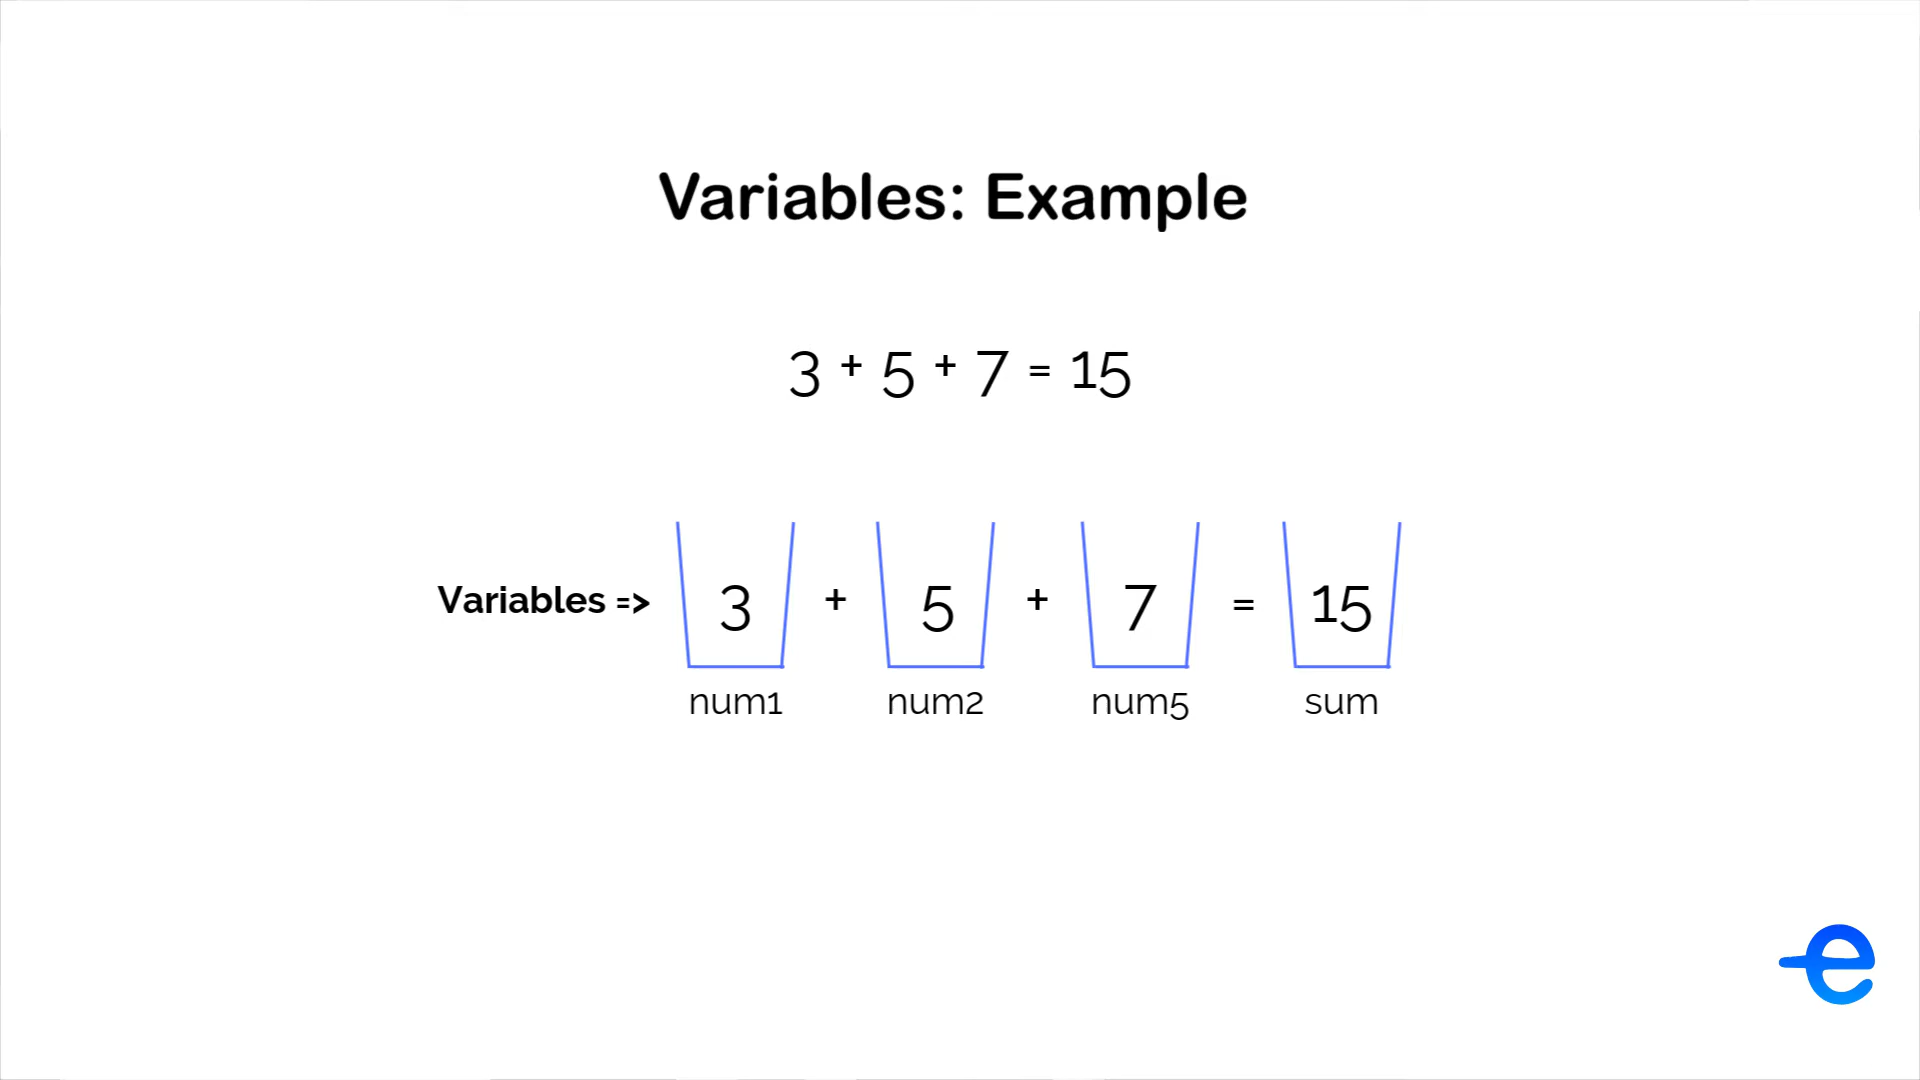 Variables: Example
3 + 5 + 7 = 15
Variables => 3 + 5 + 7 = 15
num1 num2 num5 sum
e